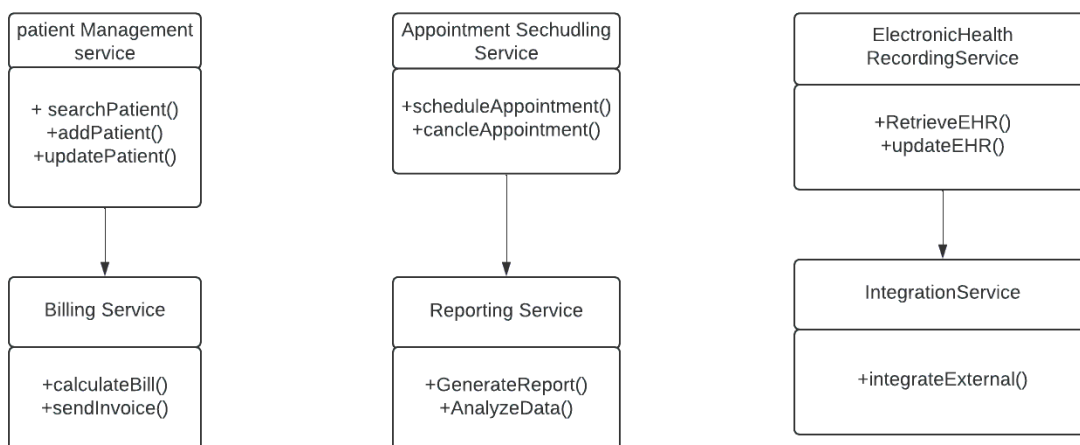 patient Management
service
+ searchPatient()
+addPatient()
+updatePatient()
Appointment Sechudling
Service
+scheduleAppointment()
+cancleAppointment()
ElectronicHealth
RecordingService
+RetrieveEHR()
+updateEHR()
Billing Service
+calculateBill()
+sendInvoice()
Reporting Service
+GenerateReport()
+AnalyzeData()
IntegrationService
+integrateExternal()